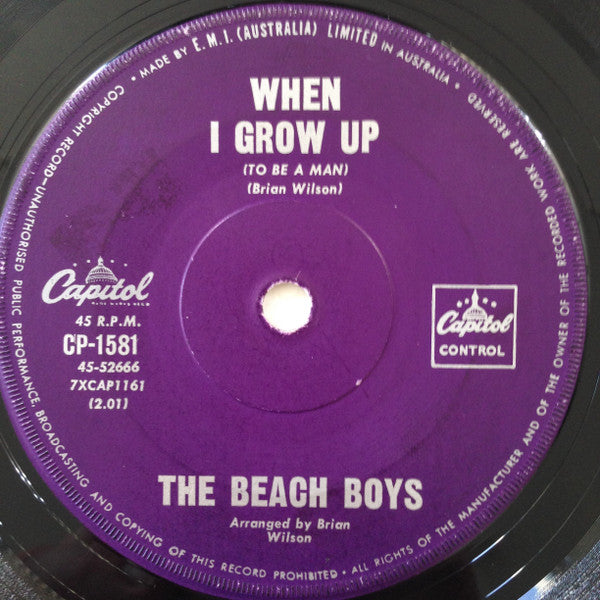 WHEN
I GROW UP
(TO BE A MAN)
(Brian Wilson)
Capitol
45 R.P.M.
CP-1581
45-52666
7XCAP1161
(2.01)
Capitol
CONTROL
THE BEACH BOYS
Arranged by Brian
Wilson
• MADE BY E.M.I. (AUSTRALIA) LIMITED IN AUSTRALIA • ALL RIGHTS OF THE MANUFACTURER AND OF THE OWNER OF THE RECORDED WORK ARE RESERVED • COPYRIGHT RECORD—UNAUTHORISED PUBLIC PERFORMANCE, BROADCASTING AND COPYING OF THIS RECORD PROHIBITED